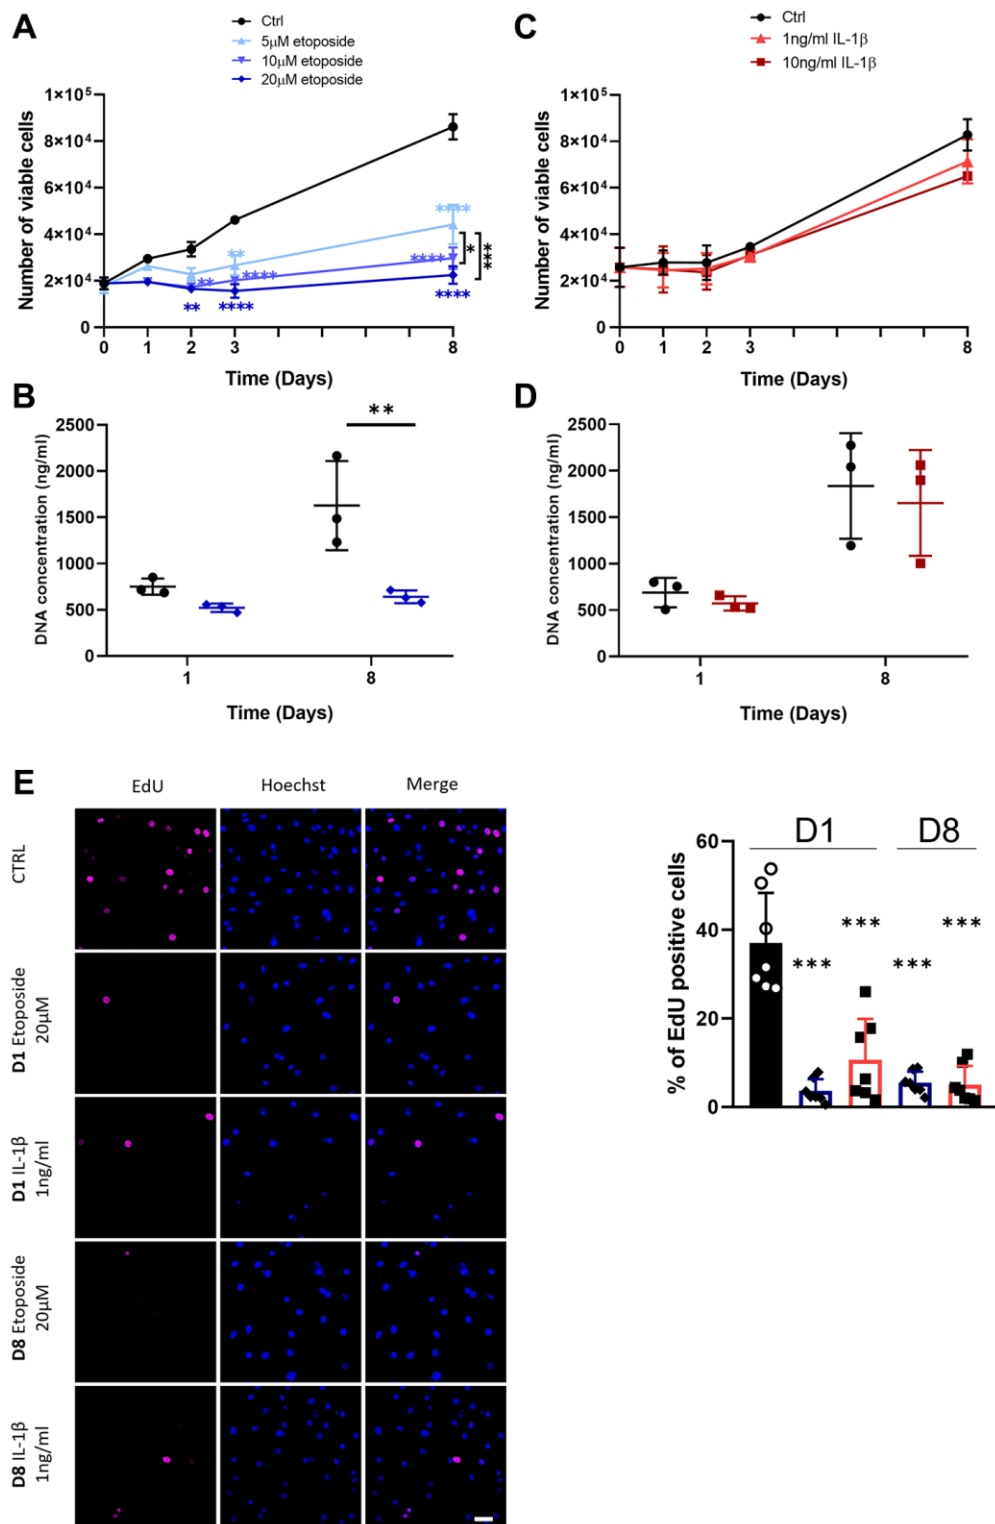 A
Ctrl
5μM etoposide
10μM etoposide
20μM etoposide
Number of viable cells
1×10⁵
8×10⁴
6×10⁴
4×10⁴
2×10⁴
0
****
**
****
****
**
****
**
****
*
***
0 1 2 3 8
Time (Days)
C
Ctrl
1ng/ml IL-1β
10ng/ml IL-1β
Number of viable cells
1×10⁵
8×10⁴
6×10⁴
4×10⁴
2×10⁴
0
0 1 2 3 8
Time (Days)
B
DNA concentration (ng/ml)
2500
2000
1500
1000
500
0
**
1 8
Time (Days)
D
DNA concentration (ng/ml)
2500
2000
1500
1000
500
0
1 8
Time (Days)
E
EdU Hoechst Merge
CTRL
D1 Etoposide
20μM
D1 IL-1β
1ng/ml
D8 Etoposide
20μM
D8 IL-1β
1ng/ml
D1 D8
% of EdU positive cells
60
40
20
0
*** *** *** ***